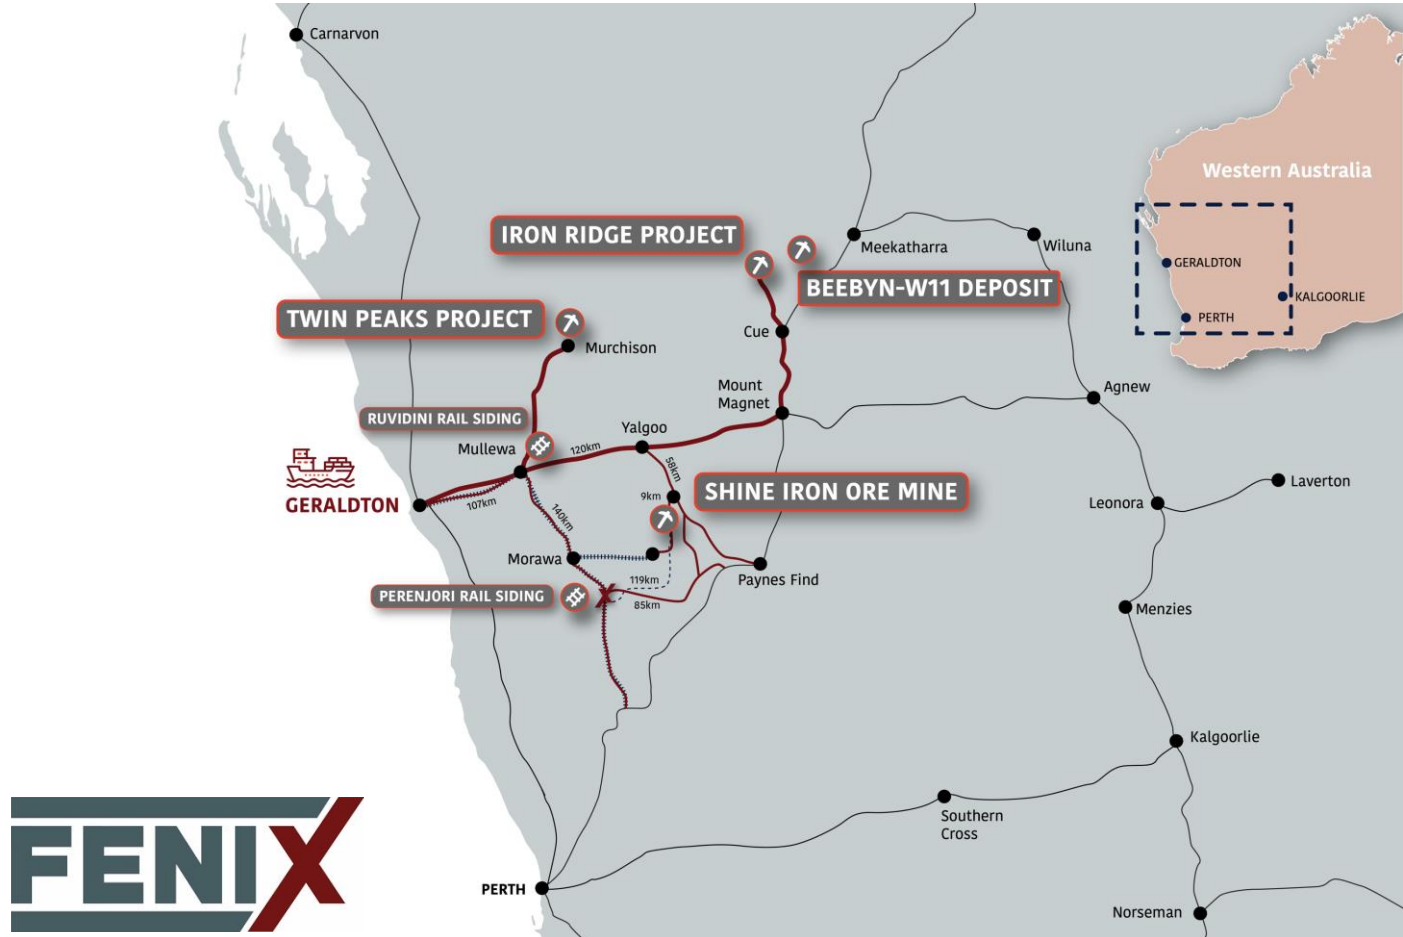 Carnarvon
Western Australia
IRON RIDGE PROJECT
Meekatharra
Wiluna
GERALDTON
BEEBYN-W11 DEPOSIT
KALGOORLIE
TWIN PEAKS PROJECT
PERTH
Cue
Murchison
Mount
Magnet
Agnew
RUVIDINI RAIL SIDING
Yalgoo
Mullewa
120km
58km
GERALDTON
107km
140km
9km
SHINE IRON ORE MINE
Laverton
Leonora
Morawa
119km
Paynes Find
PERENJORI RAIL SIDING
85km
Menzies
Kalgoorlie
FENIX
Southern
Cross
PERTH
Norseman